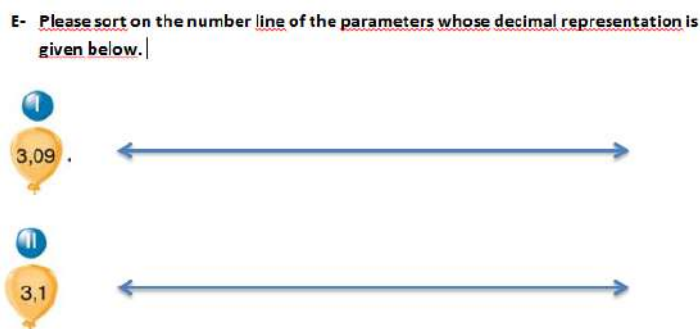 E- Please sort on the number line of the parameters whose decimal representation is
given below.
I
3,09 .
II
3,1